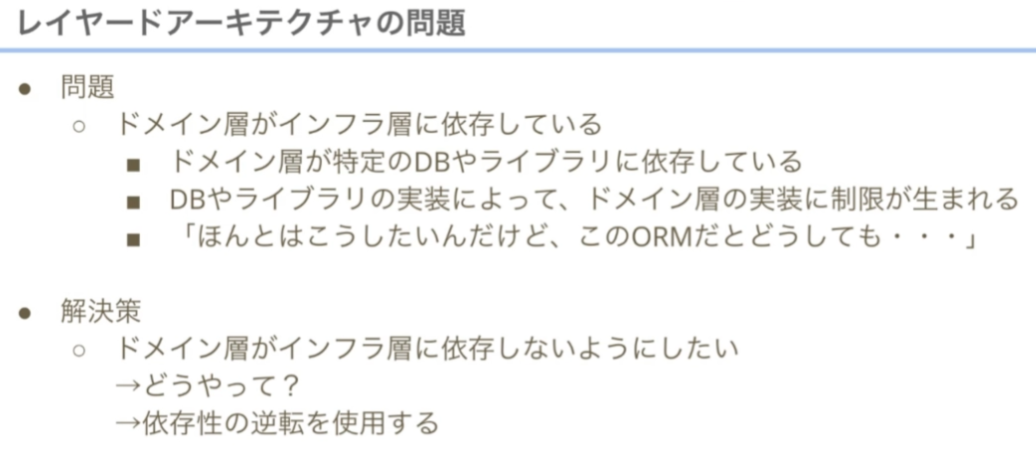 レイヤードアーキテクチャの問題
● 問題
○ ドメイン層がインフラ層に依存している
■ ドメイン層が特定のDBやライブラリに依存している
■ DBやライブラリの実装によって、ドメイン層の実装に制限が生まれる
■ 「ほんとはこうしたいんだけど、このORMだとどうしても・・・」
● 解決策
○ ドメイン層がインフラ層に依存しないようにしたい
→どうやって？
→依存性の逆転を使用する